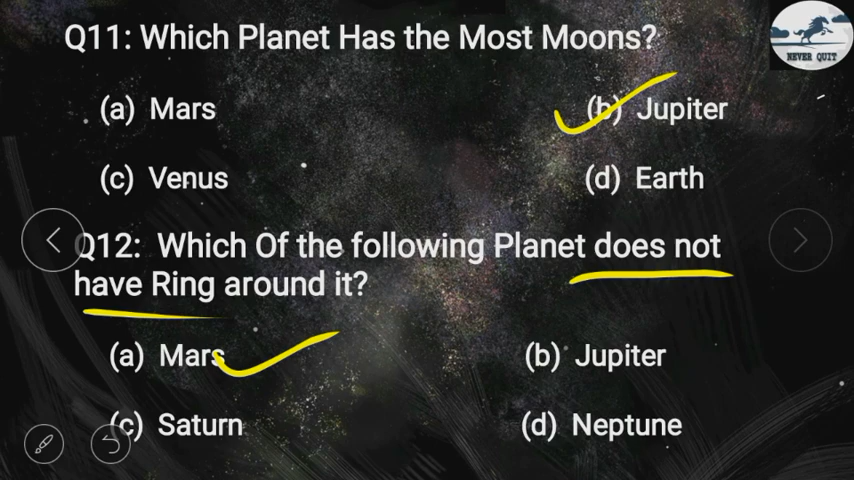 Q11: Which Planet Has the Most Moons?
(a) Mars (b) Jupiter
(c) Venus (d) Earth
Q12: Which Of the following Planet does not
have Ring around it?
(a) Mars (b) Jupiter
(c) Saturn (d) Neptune
NEVER QUIT